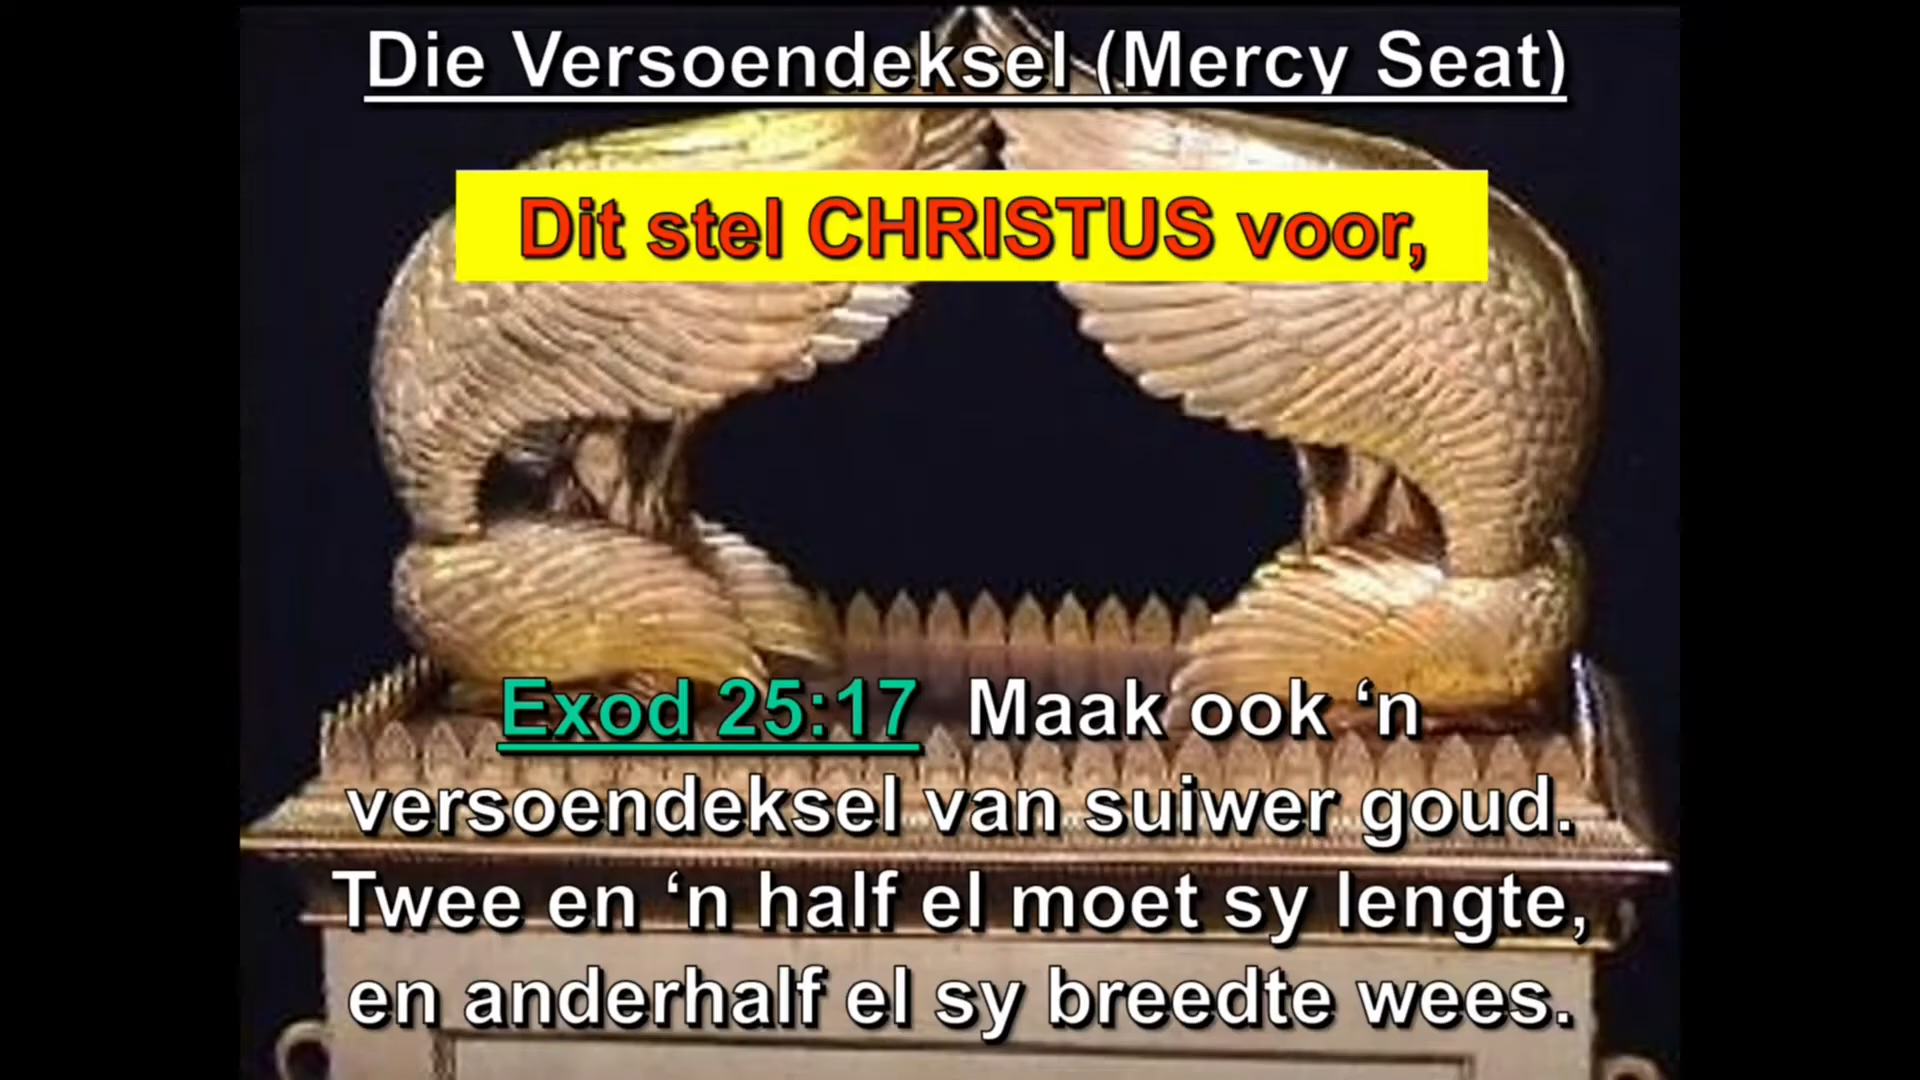 Die Versoendeksel (Mercy Seat)
Dit stel CHRISTUS voor,
Exod 25:17 Maak ook ‘n
versoendeksel van suiwer goud.
Twee en ‘n half el moet sy lengte,
en anderhalf el sy breedte wees.